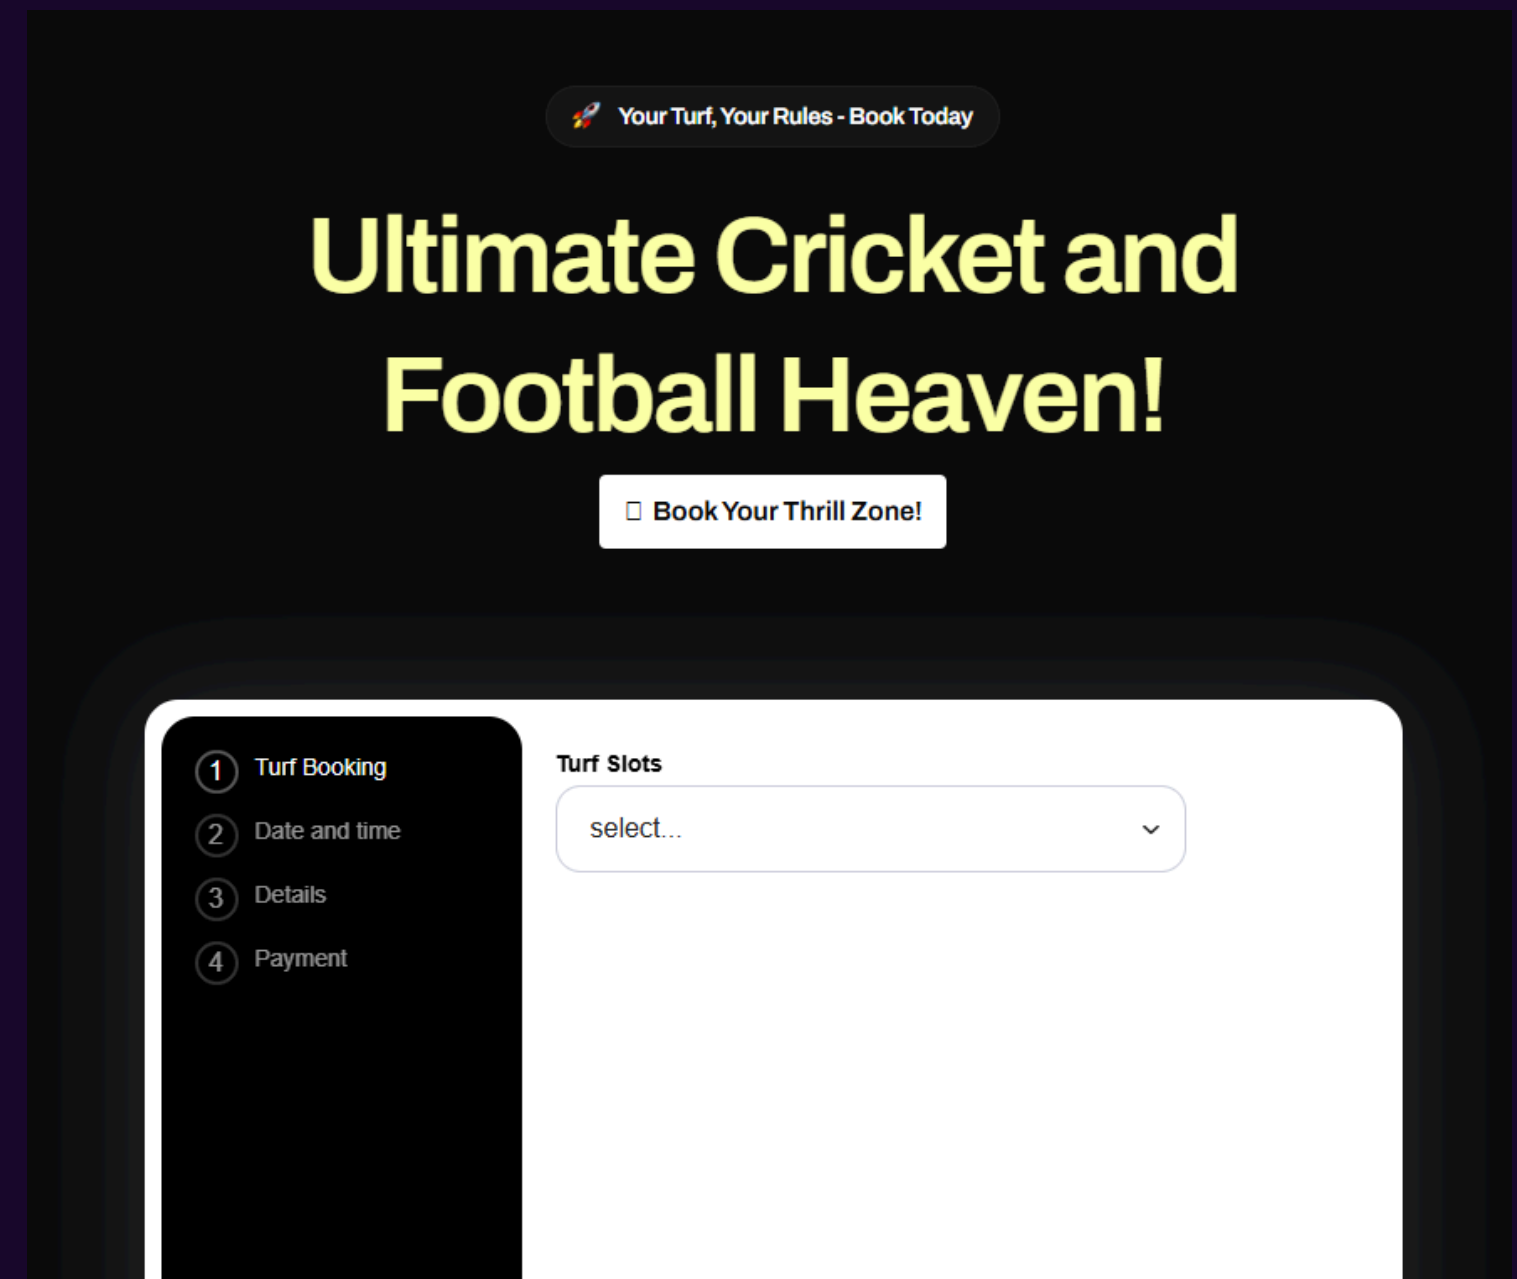 🚀 Your Turf, Your Rules - Book Today
Ultimate Cricket and
Football Heaven!
Book Your Thrill Zone!
1 Turf Booking
2 Date and time
3 Details
4 Payment
Turf Slots
select...